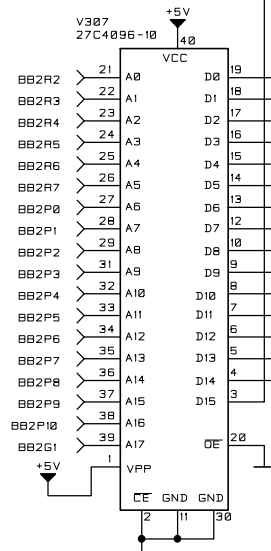 +5V
V307
27C4096-10
40
VCC
BB2R2 21 A0 D0 19
BB2R3 22 A1 D1 18
BB2R4 23 A2 D2 17
BB2R5 24 A3 D3 16
BB2R6 25 A4 D4 15
BB2R7 26 A5 D5 14
BB2P0 27 A6 D6 13
BB2P1 28 A7 D7 12
BB2P2 29 A8 D8 10
BB2P3 31 A9 D9 9
BB2P4 32 A10 D10 8
BB2P5 33 A11 D11 7
BB2P6 34 A12 D12 6
BB2P7 35 A13 D13 5
BB2P8 36 A14 D14 4
BB2P9 37 A15 D15 3
BB2P10 38 A16
BB2G1 39 A17 OE 20
+5V 1 VPP
CE GND GND
2 11 30